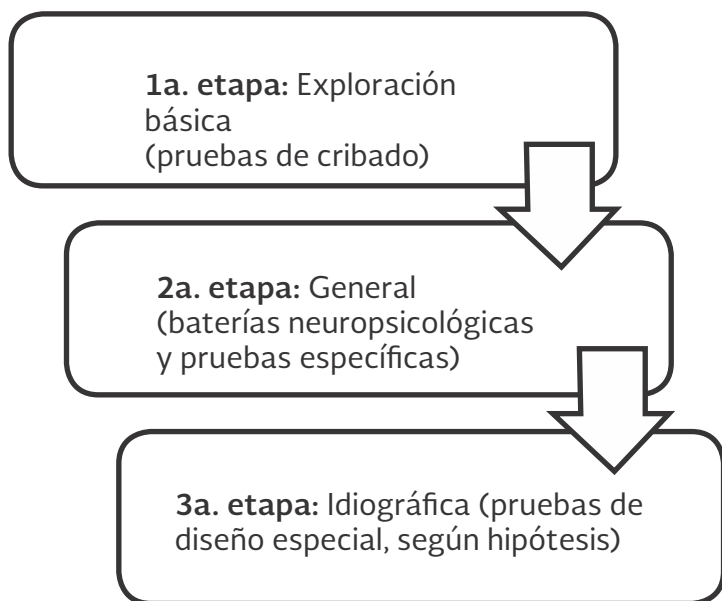 1a. etapa: Exploración
básica
(pruebas de cribado)
2a. etapa: General
(baterías neuropsicológicas
y pruebas específicas)
3a. etapa: Idiográfica (pruebas de
diseño especial, según hipótesis)